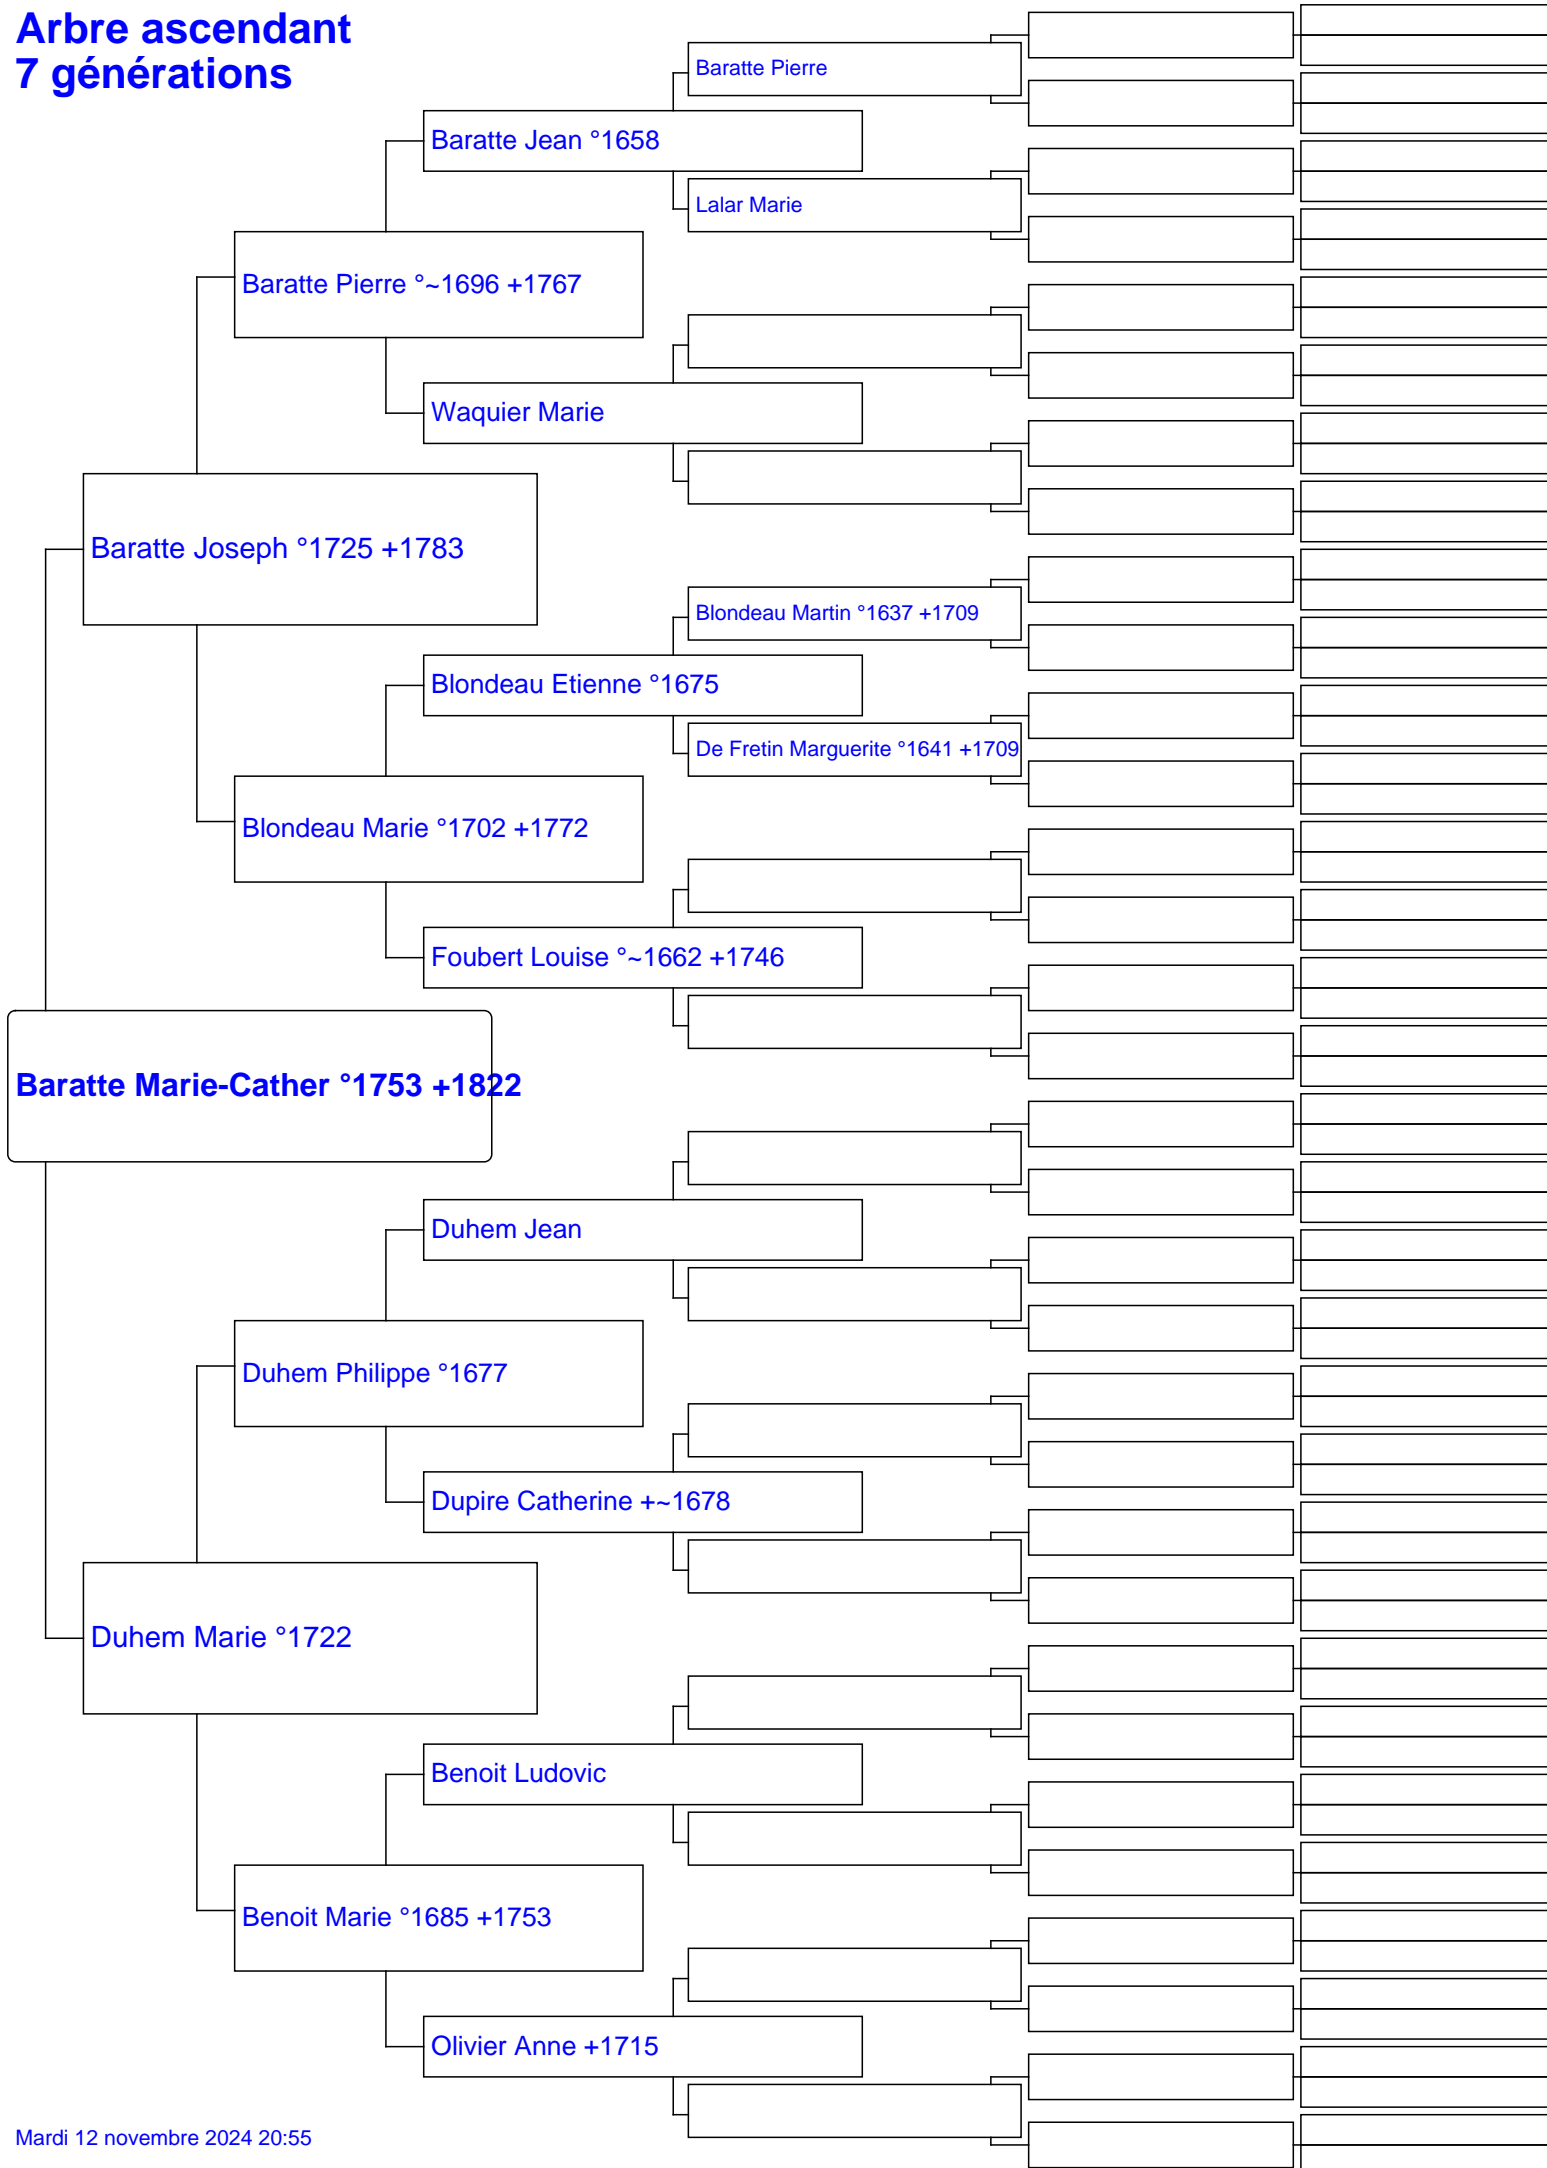 Arbre ascendant
7 générations
Baratte Pierre
Baratte Jean °1658
Lalar Marie
Baratte Pierre °~1696 +1767
Waquier Marie
Baratte Joseph °1725 +1783
Blondeau Martin °1637 +1709
Blondeau Etienne °1675
De Fretin Marguerite °1641 +1709
Blondeau Marie °1702 +1772
Foubert Louise °~1662 +1746
Baratte Marie-Cather °1753 +1822
Duhem Jean
Duhem Philippe °1677
Dupire Catherine +~1678
Duhem Marie °1722
Benoit Ludovic
Benoit Marie °1685 +1753
Olivier Anne +1715
Mardi 12 novembre 2024 20:55